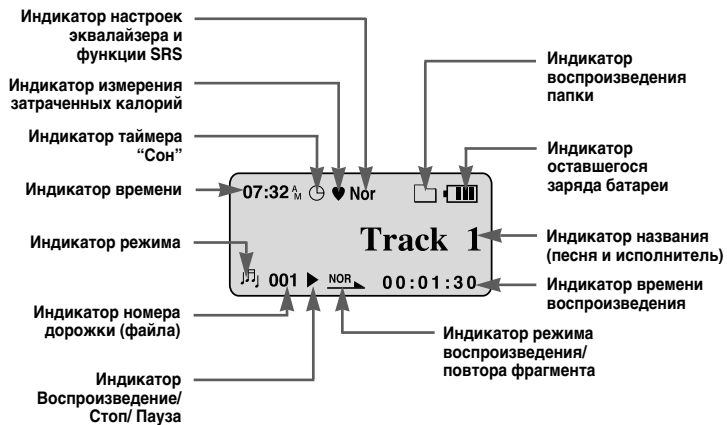 Индикатор настроек
эквалайзера и
функции SRS
Индикатор измерения
затраченных калорий
Индикатор таймера
“Сон”
Индикатор времени
Индикатор режима
Индикатор номера
дорожки (файла)
Индикатор
Воспроизведение/
Стоп/ Пауза
07:32 AM Nor
Track 1
001 NOR 00:01:30
Индикатор
воспроизведения
папки
Индикатор
оставшегося
заряда батареи
Индикатор названия
(песня и исполнитель)
Индикатор времени
воспроизведения
Индикатор режима
воспроизведения/
повтора фрагмента